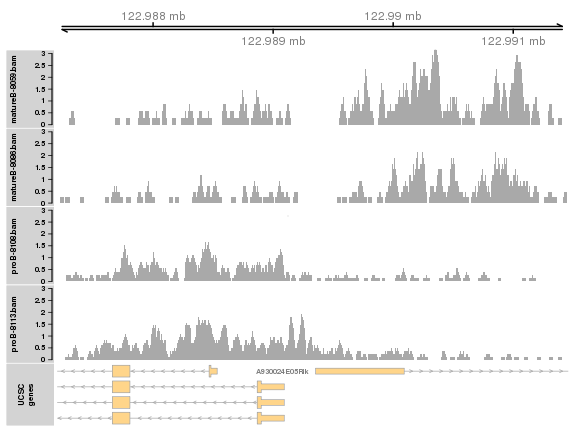 122.988 mb
122.99 mb
122.989 mb
122.991 mb
matureB-8059.bam
3
2.5
2
1.5
1
0.5
0
matureB-8086.bam
3
2.5
2
1.5
1
0.5
0
proB-8108.bam
3
2.5
2
1.5
1
0.5
0
proB-8113.bam
3
2.5
2
1.5
1
0.5
0
UCSC
genes
A930024E05Rik